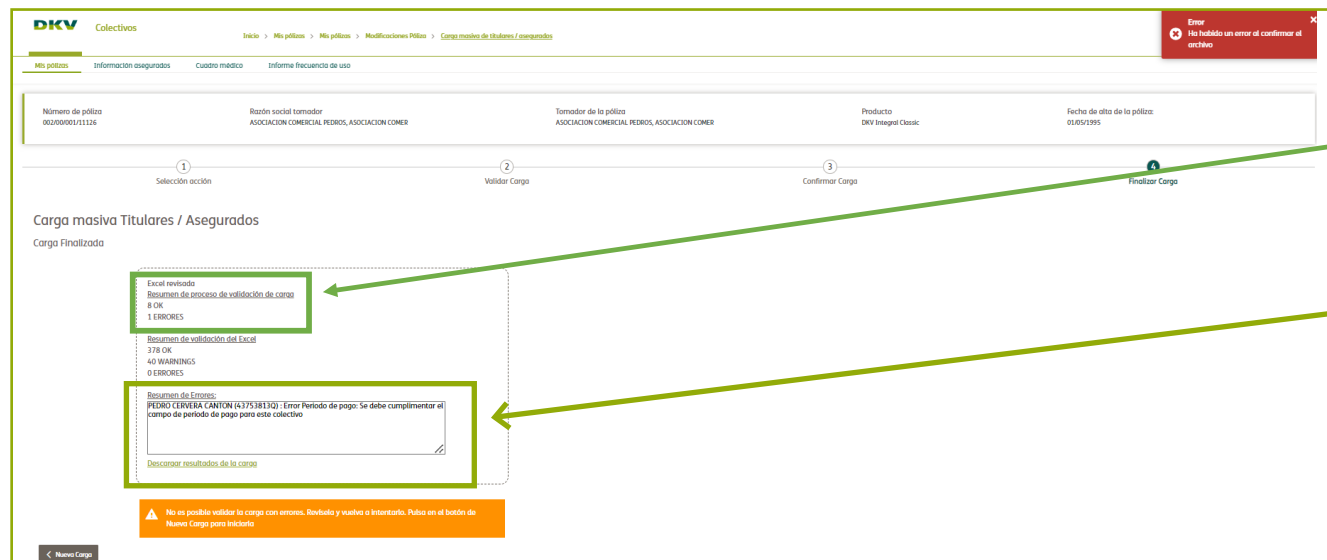 DKV Colectivos
Inicio > Mis pólizas > Mis pólizas > Modificaciones Póliza > Carga masiva de titulares / asegurados
Error
Ha habido un error al confirmar el
archivo
Mis pólizas Información asegurados Cuadro médico Informe frecuencia de uso
Número de póliza Razón social tomador Tomador de la póliza Producto Fecha de alta de la póliza:
002/00/001/11126 ASOCIACION COMERCIAL PEDROS, ASOCIACION COMER ASOCIACION COMERCIAL PEDROS, ASOCIACION COMER DKV Integral Classic 01/05/1995
1 2 3 4
Selección acción Validar Carga Confirmar Carga Finalizar Carga
Carga masiva Titulares / Asegurados
Carga Finalizada
Excel revisada
Resumen de proceso de validación de carga
8 OK
1 ERRORES
Resumen de validación del Excel
378 OK
40 WARNINGS
0 ERRORES
Resumen de Errores:
PEDRO CERVERA CANTON (43753813Q) : Error Periodo de pago: Se debe cumplimentar el
campo de periodo de pago para este colectivo
Descargar resultados de la carga
No es posible validar la carga con errores. Revísela y vuelva a intentarlo. Pulsa en el botón de
Nueva Carga para iniciarla
< Nueva Carga